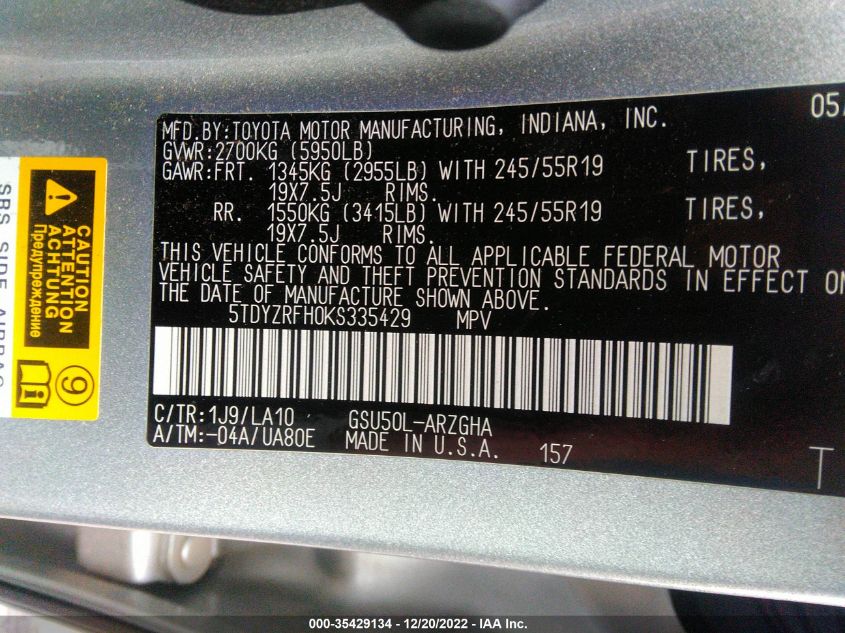 05/
MFD.BY:TOYOTA MOTOR MANUFACTURING, INDIANA, INC.
GVWR:2700KG (5950LB)
GAWR:FRT. 1345KG (2955LB) WITH 245/55R19 TIRES,
19X7.5J RIMS.
RR. 1550KG (3415LB) WITH 245/55R19 TIRES,
19X7.5J RIMS.
THIS VEHICLE CONFORMS TO ALL APPLICABLE FEDERAL MOTOR
VEHICLE SAFETY AND THEFT PREVENTION STANDARDS IN EFFECT ON
THE DATE OF MANUFACTURE SHOWN ABOVE.
5TDYZRFH0KS335429 MPV
C/TR:1J9/LA10 GSU50L-ARZGHA
A/TM:-04A/UA80E MADE IN U.S.A. 157
T
CAUTION
ATTENTION
ACHTUNG
Предупреждение
9
SRS SIDE AIRBAG
000-35429134 - 12/20/2022 - IAA Inc.